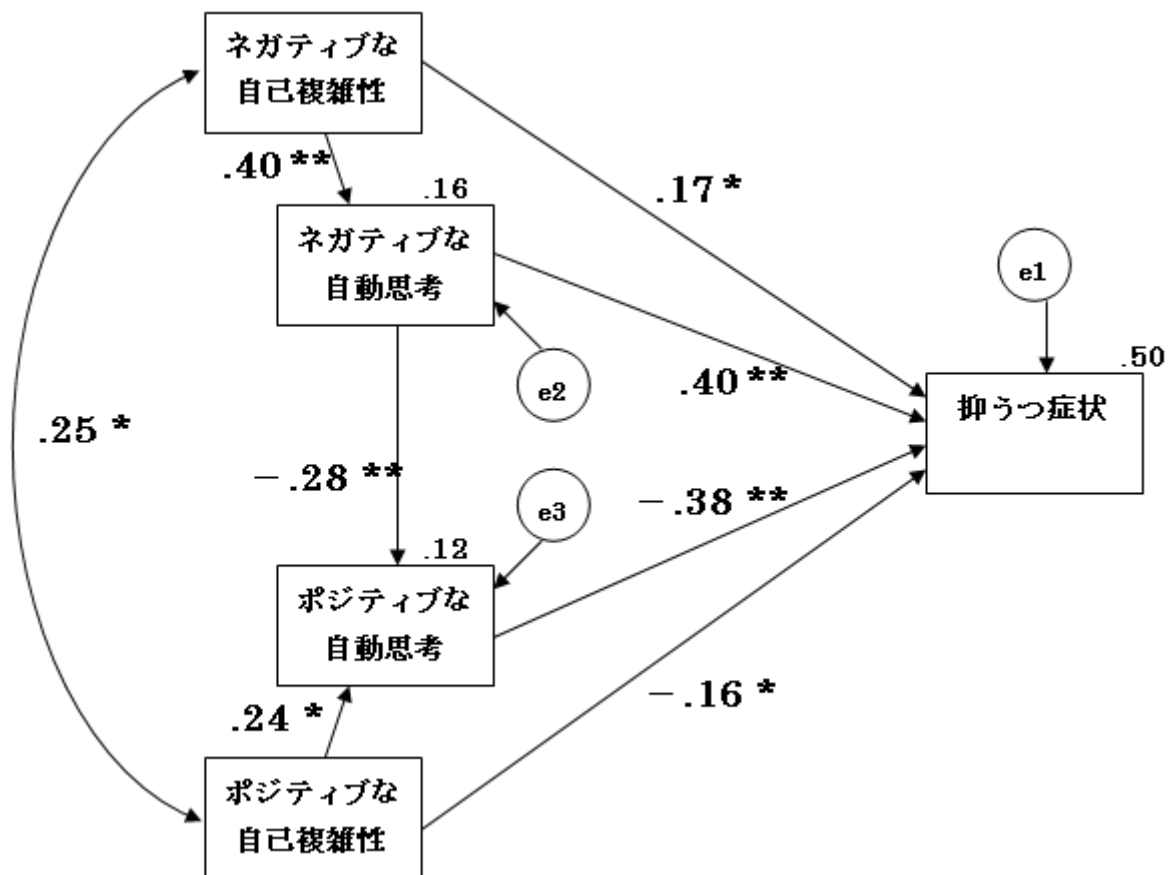 ネガティブな
自己複雑性
.40 **
.17 *
.16
ネガティブな
自動思考
e1
e2
.40 **
.50
抑うつ症状
.25 *
−.28 **
e3
−.38 **
.12
ポジティブな
自動思考
.24 *
−.16 *
ポジティブな
自己複雑性